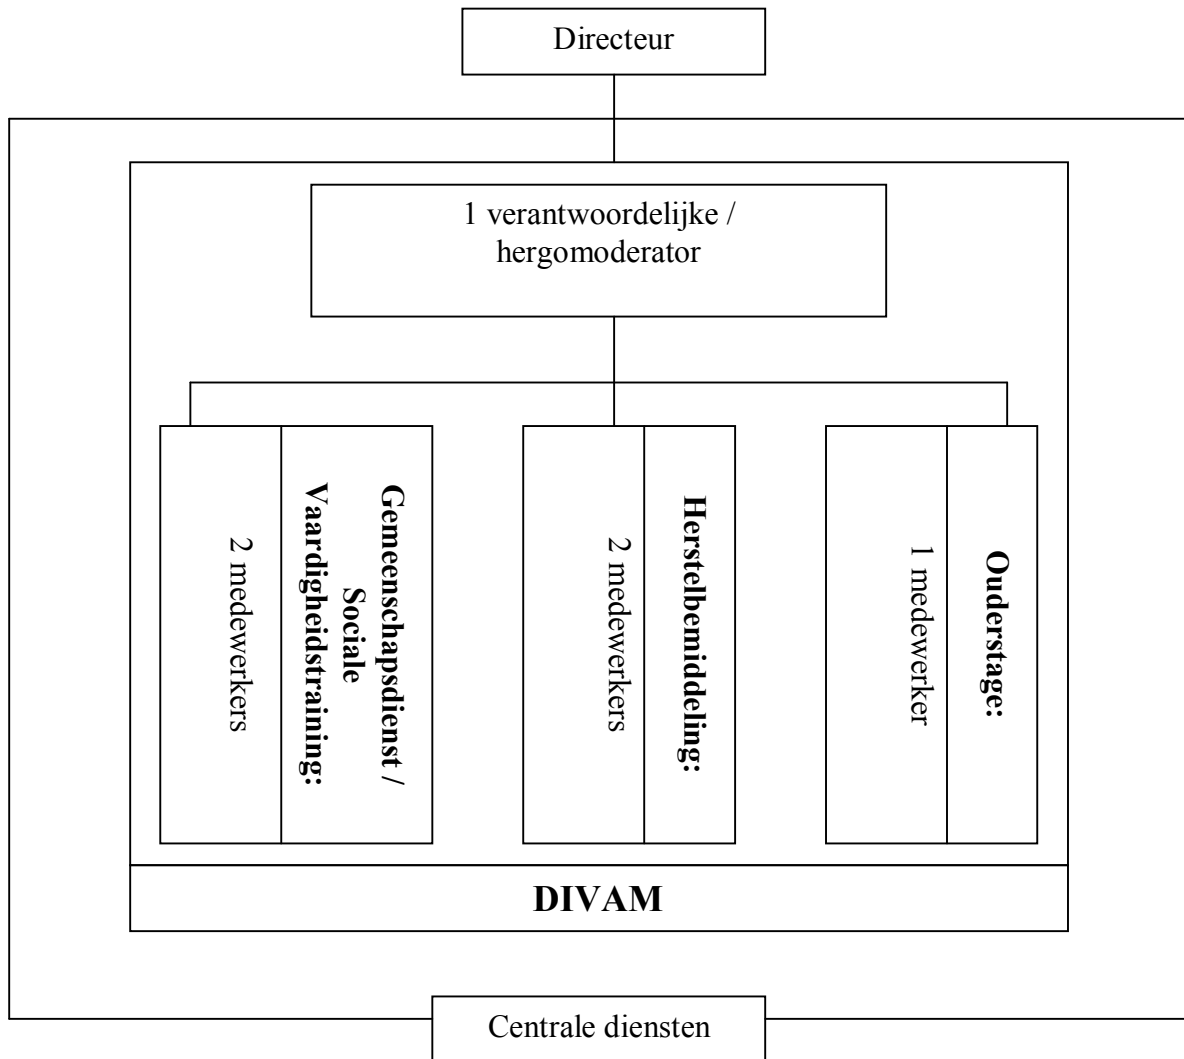 Directeur
1 verantwoordelijke /
hergomoderator
Gemeenschapsdienst /
Sociale
Vaardigheidstraining:
2 medewerkers
Herstelbemiddeling:
2 medewerkers
Ouderstage:
1 medewerker
DIVAM
Centrale diensten